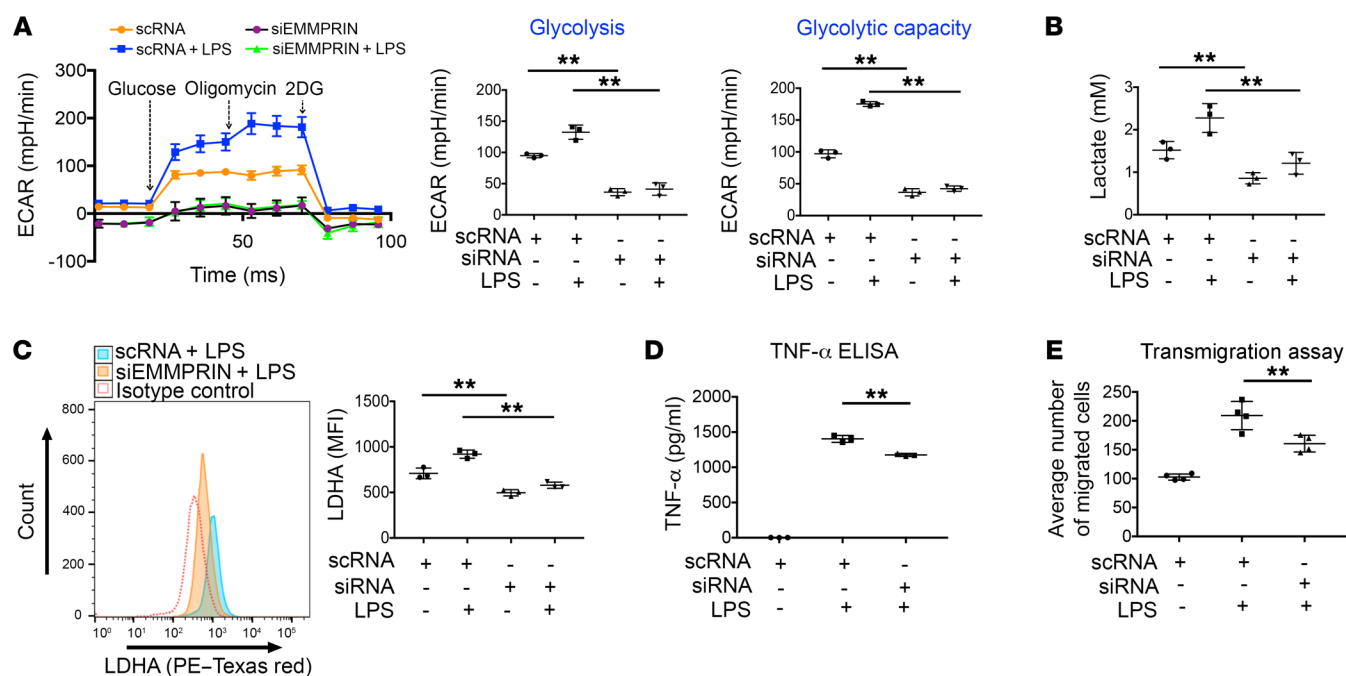 A
scRNA
siEMMPRIN
scRNA + LPS
siEMMPRIN + LPS
ECAR (mpH/min)
300
200
100
0
-100
Glucose
Oligomycin
2DG
50
100
Time (ms)
Glycolysis
ECAR (mpH/min)
200
150
100
50
0
**
**
scRNA + + - -
siRNA - - + +
LPS - + - +
Glycolytic capacity
ECAR (mpH/min)
200
150
100
50
0
**
**
scRNA + + - -
siRNA - - + +
LPS - + - +
B
Lactate (mM)
3
2
1
0
**
**
scRNA + + - -
siRNA - - + +
LPS - + - +
C
scRNA + LPS
siEMMPRIN + LPS
Isotype control
Count
800
600
400
200
0
10⁰ 10¹ 10² 10³ 10⁴ 10⁵
LDHA (PE–Texas red)
LDHA (MFI)
1500
1000
500
0
**
**
scRNA + + - -
siRNA - - + +
LPS - + - +
D
TNF-α ELISA
TNF-α (pg/ml)
2000
1500
1000
500
0
**
scRNA + + -
siRNA - - +
LPS - + +
E
Transmigration assay
Average number
of migrated cells
250
200
150
100
50
0
**
scRNA + + -
siRNA - - +
LPS - + +